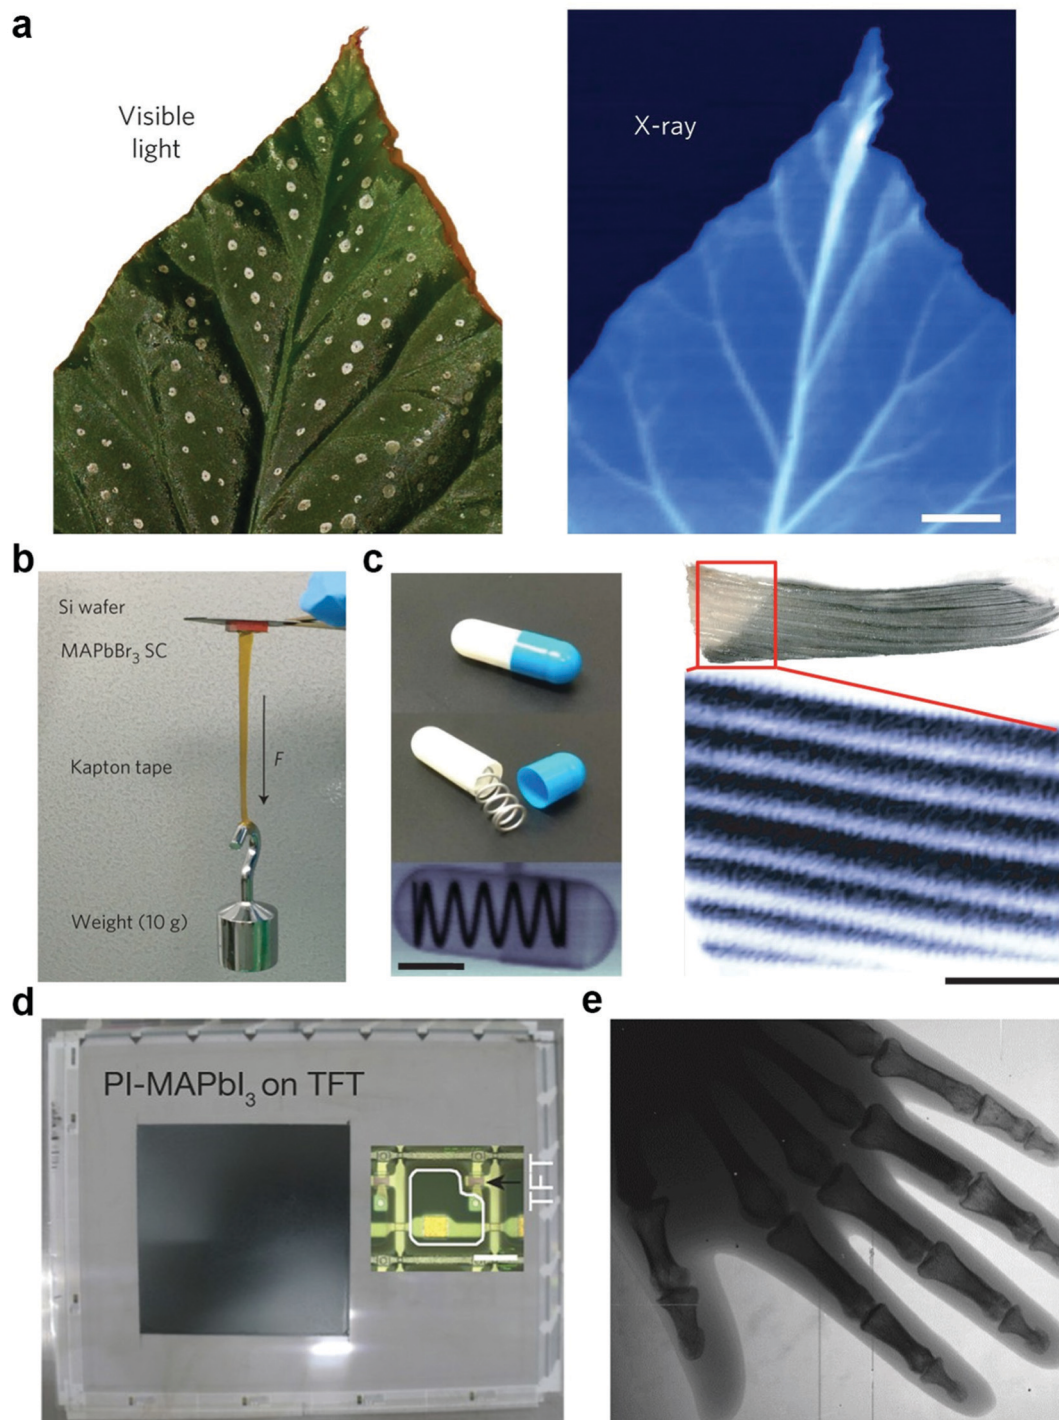 a
Visible
light
X-ray
b
Si wafer
MAPbBr₃ SC
Kapton tape
F
Weight (10 g)
c
d
PI-MAPbI₃ on TFT
TFT
e